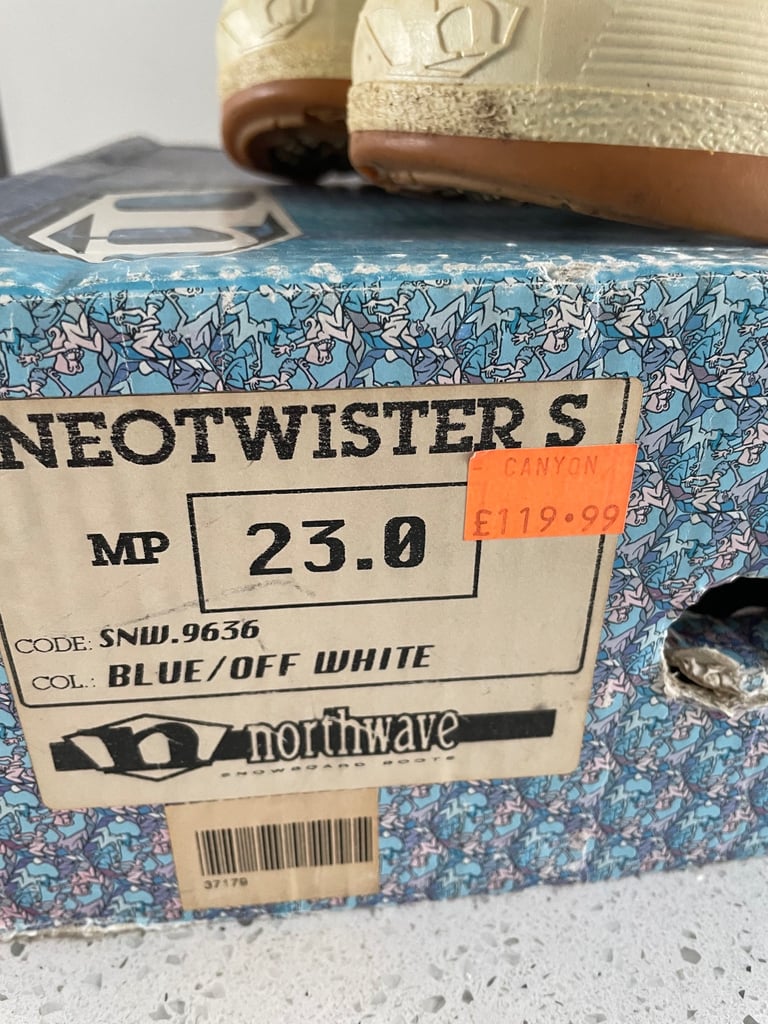 NEOTWISTER S
CANYON
£119.99
MP 23.0
CODE: SNW.9636
COL.: BLUE/OFF WHITE
n northwave
SNOWBOARD BOOTS
37179